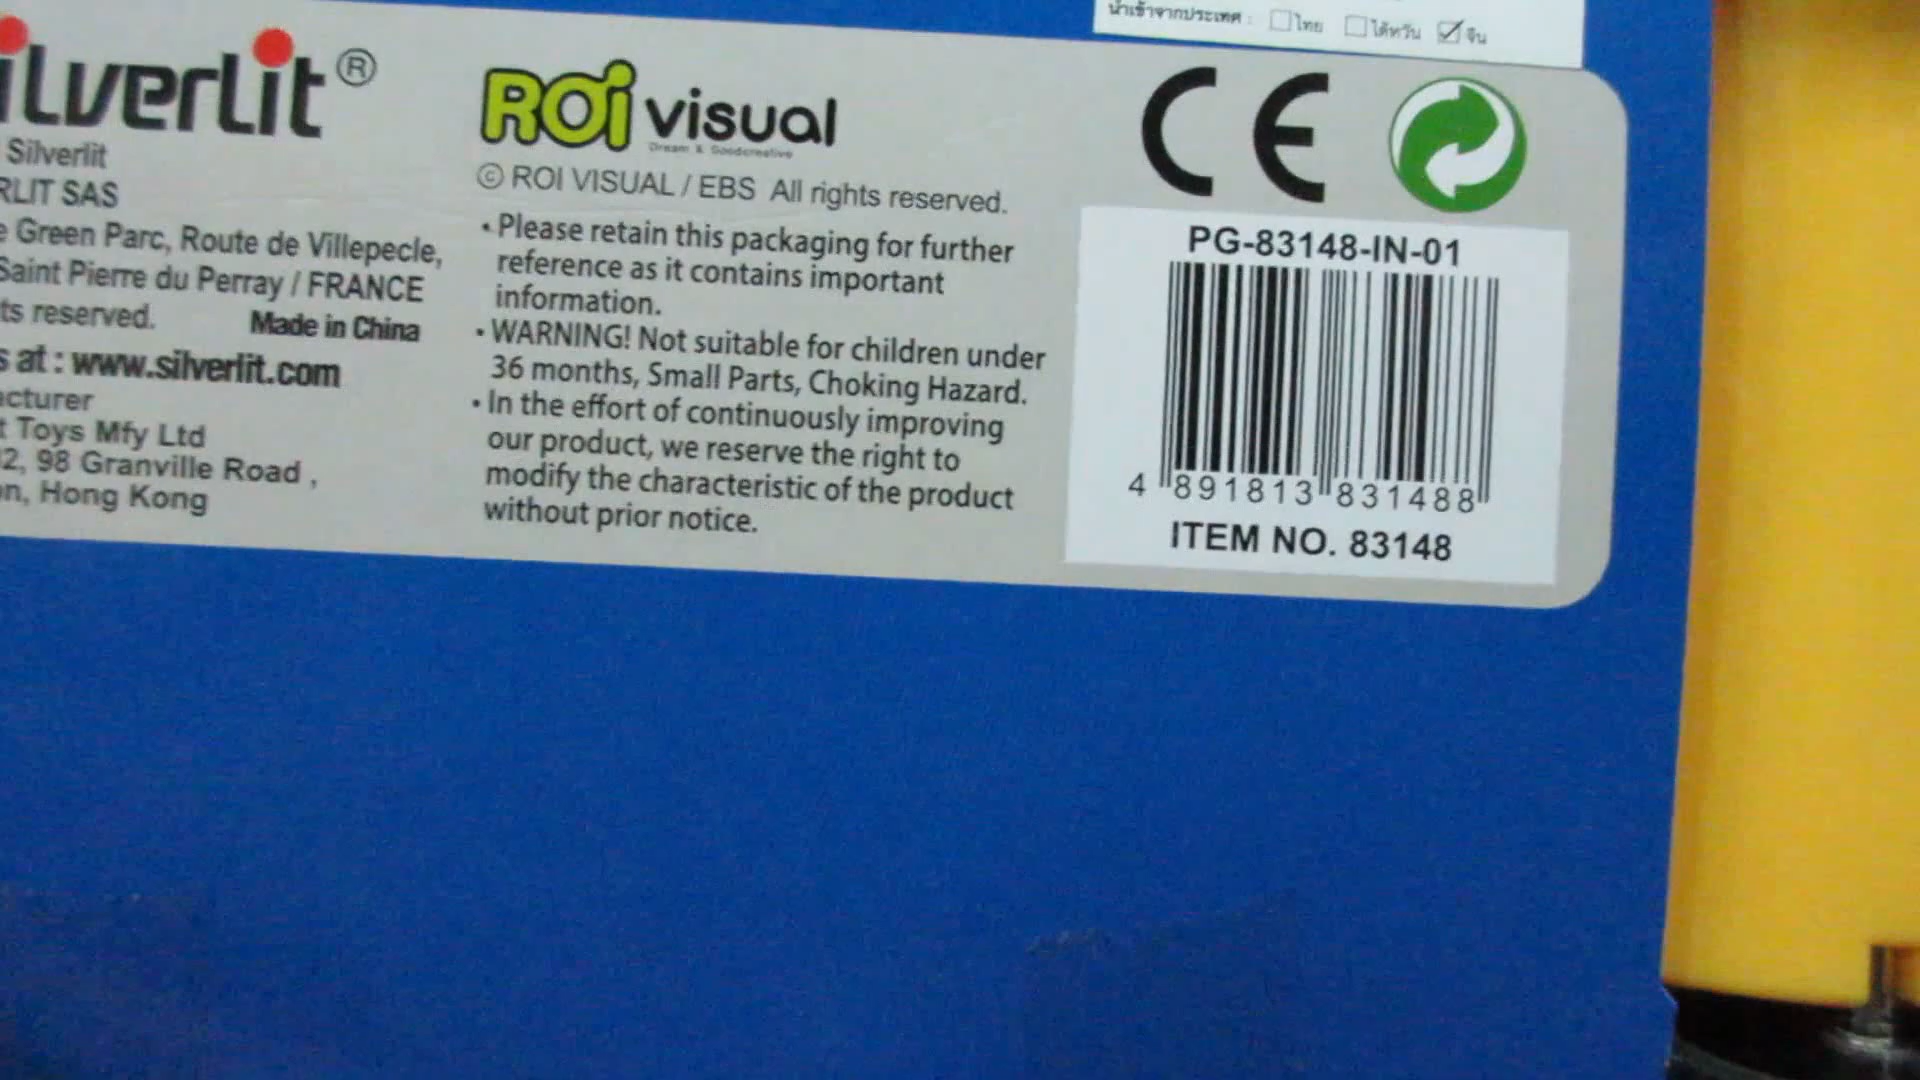 นำเข้าจากประเทศ : ไทย ไต้หวัน จีน
silverlit®
Silverlit
RLIT SAS
e Green Parc, Route de Villepecle,
Saint Pierre du Perray / FRANCE
ts reserved. Made in China
s at : www.silverlit.com
acturer
t Toys Mfy Ltd
2, 98 Granville Road ,
n, Hong Kong
ROi visual
Dream & Goodcreative
© ROI VISUAL / EBS All rights reserved.
• Please retain this packaging for further
reference as it contains important
information.
• WARNING! Not suitable for children under
36 months, Small Parts, Choking Hazard.
• In the effort of continuously improving
our product, we reserve the right to
modify the characteristic of the product
without prior notice.
CE
PG-83148-IN-01
4 891813 831488
ITEM NO. 83148